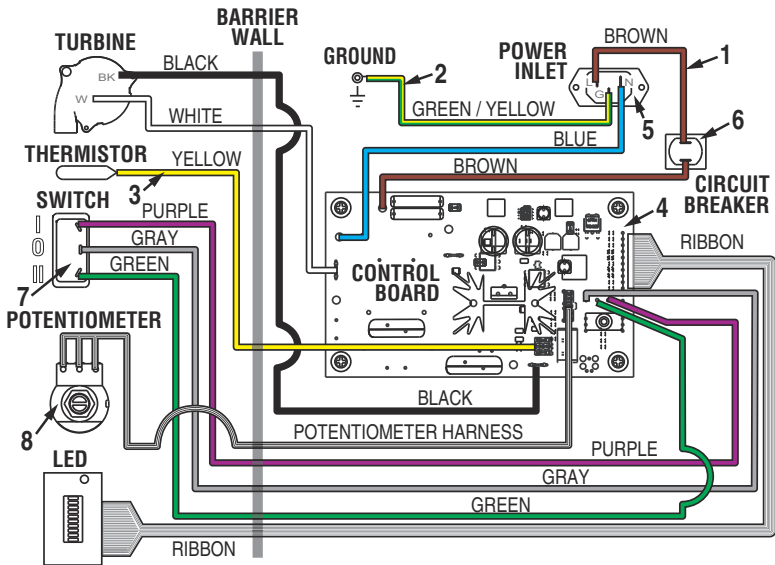 BARRIER
WALL
TURBINE
BK
W
BLACK
WHITE
GROUND
2
GREEN / YELLOW
POWER
INLET
L
G
N
BROWN
1
5
6
BLUE
BROWN
CIRCUIT
BREAKER
THERMISTOR
3
YELLOW
SWITCH
I
O
II
7
PURPLE
GRAY
GREEN
CONTROL
BOARD
4
RIBBON
POTENTIOMETER
8
BLACK
POTENTIOMETER HARNESS
PURPLE
GRAY
GREEN
LED
RIBBON